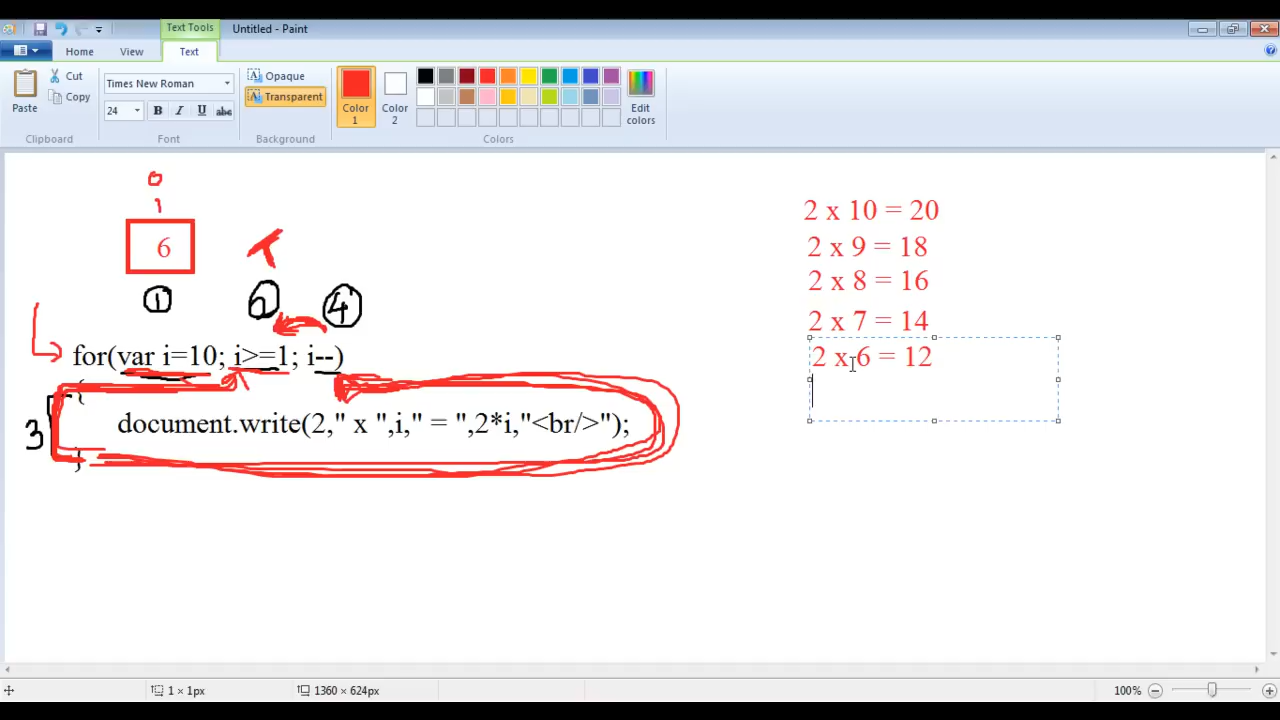 Text Tools
Untitled - Paint
Home View Text
Paste
Cut
Copy
Clipboard
Times New Roman
24
B I U abc
Font
Opaque
Transparent
Background
Color 1
Color 2
Edit colors
Colors
0
1
6
1 2 4
for(var i=10; i>=1; i--)
{
3
document.write(2," x ",i," = ",2*i,"<br/>");
}
2 x 10 = 20
2 x 9 = 18
2 x 8 = 16
2 x 7 = 14
2 x 6 = 12
1 × 1px
1360 × 624px
100%